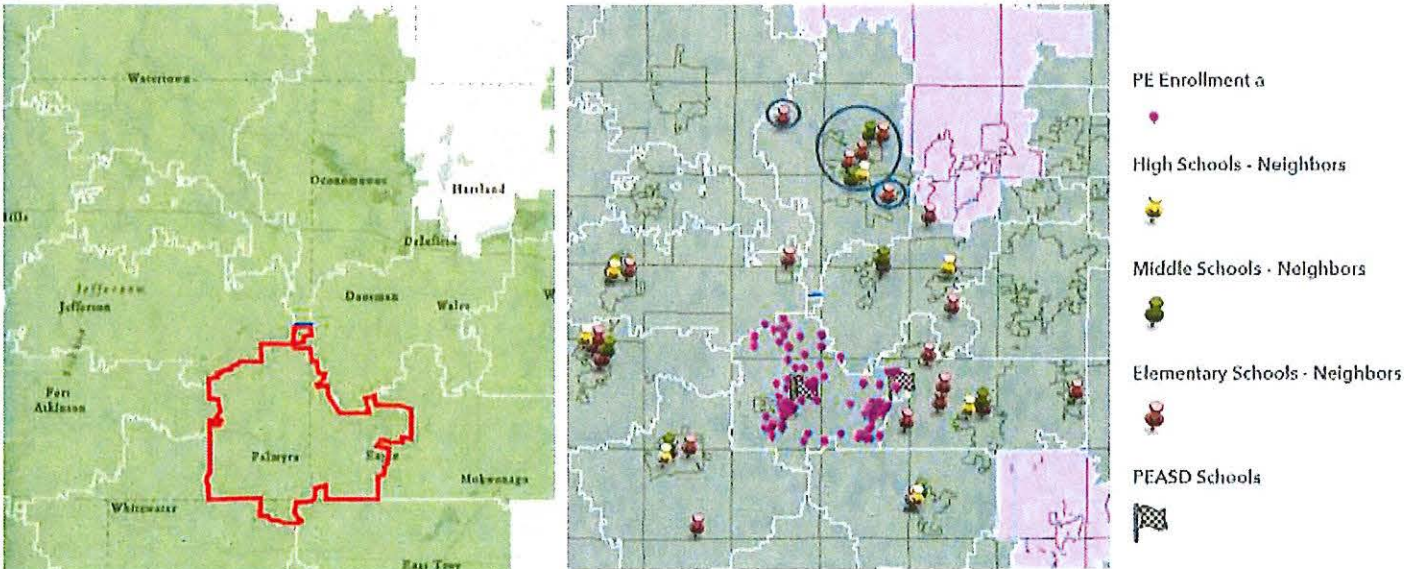 Watertown
Oconomowoc
Hartland
Delafield
Jefferson
Jefferson
Dousman
Wales
W
Fort
Atkinson
Palmyra
Eagle
Mukwonago
Whitewater
East Troy
PE Enrollment a
High Schools - Neighbors
Middle Schools - Neighbors
Elementary Schools - Neighbors
PEASD Schools